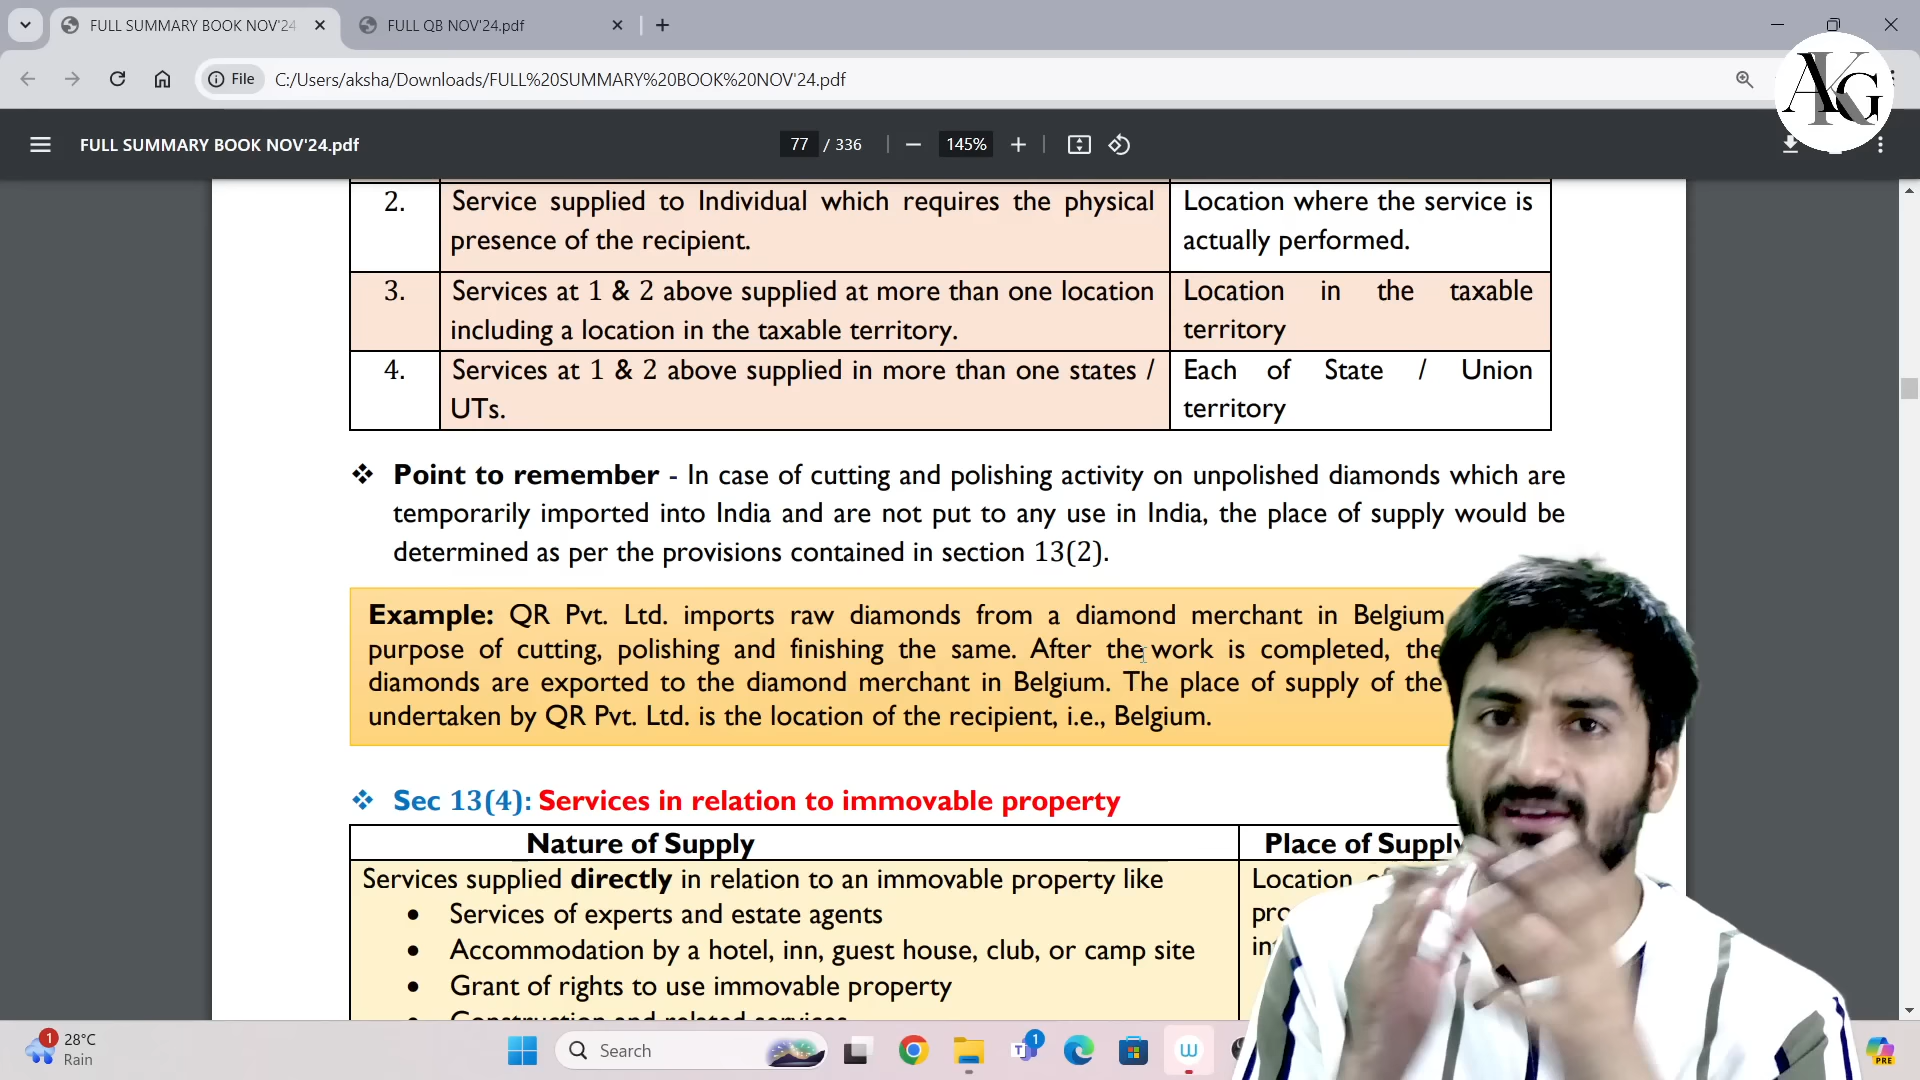 FULL SUMMARY BOOK NOV'24
FULL QB NOV'24.pdf
File
C:/Users/aksha/Downloads/FULL%20SUMMARY%20BOOK%20NOV'24.pdf
AKG
FULL SUMMARY BOOK NOV'24.pdf
77 / 336
145%
2. Service supplied to Individual which requires the physical Location where the service is
presence of the recipient. actually performed.
3. Services at 1 & 2 above supplied at more than one location Location in the taxable
including a location in the taxable territory. territory
4. Services at 1 & 2 above supplied in more than one states / Each of State / Union
UTs. territory
❖ Point to remember - In case of cutting and polishing activity on unpolished diamonds which are
temporarily imported into India and are not put to any use in India, the place of supply would be
determined as per the provisions contained in section 13(2).
Example: QR Pvt. Ltd. imports raw diamonds from a diamond merchant in Belgium
purpose of cutting, polishing and finishing the same. After the work is completed, the
diamonds are exported to the diamond merchant in Belgium. The place of supply of the
undertaken by QR Pvt. Ltd. is the location of the recipient, i.e., Belgium.
❖ Sec 13(4): Services in relation to immovable property
Nature of Supply Place of Supply
Services supplied directly in relation to an immovable property like Location
• Services of experts and estate agents
• Accommodation by a hotel, inn, guest house, club, or camp site
• Grant of rights to use immovable property
• Construction and related services
1
28°C
Rain
Search
1
PRE